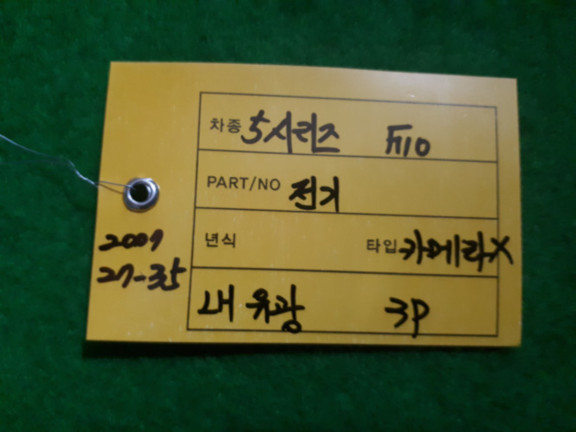 차종 5시리즈 F10
PART/NO 전기
년식 타입 카메라X
내 유광 3P
2009
27-35